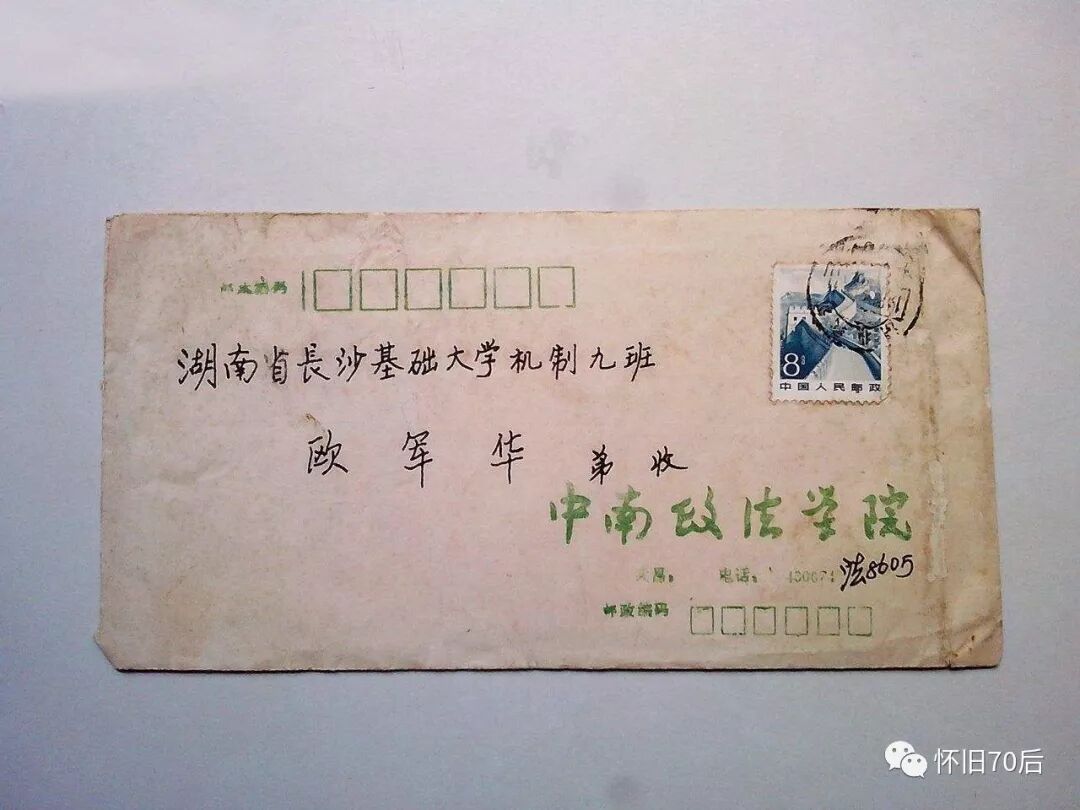 邮政编码
湖南省長沙基础大学机制九班
8分
中国人民邮政
欧军华 弟 收
中南政法学院
电话: 430074 法8605
邮政编码
怀旧70后